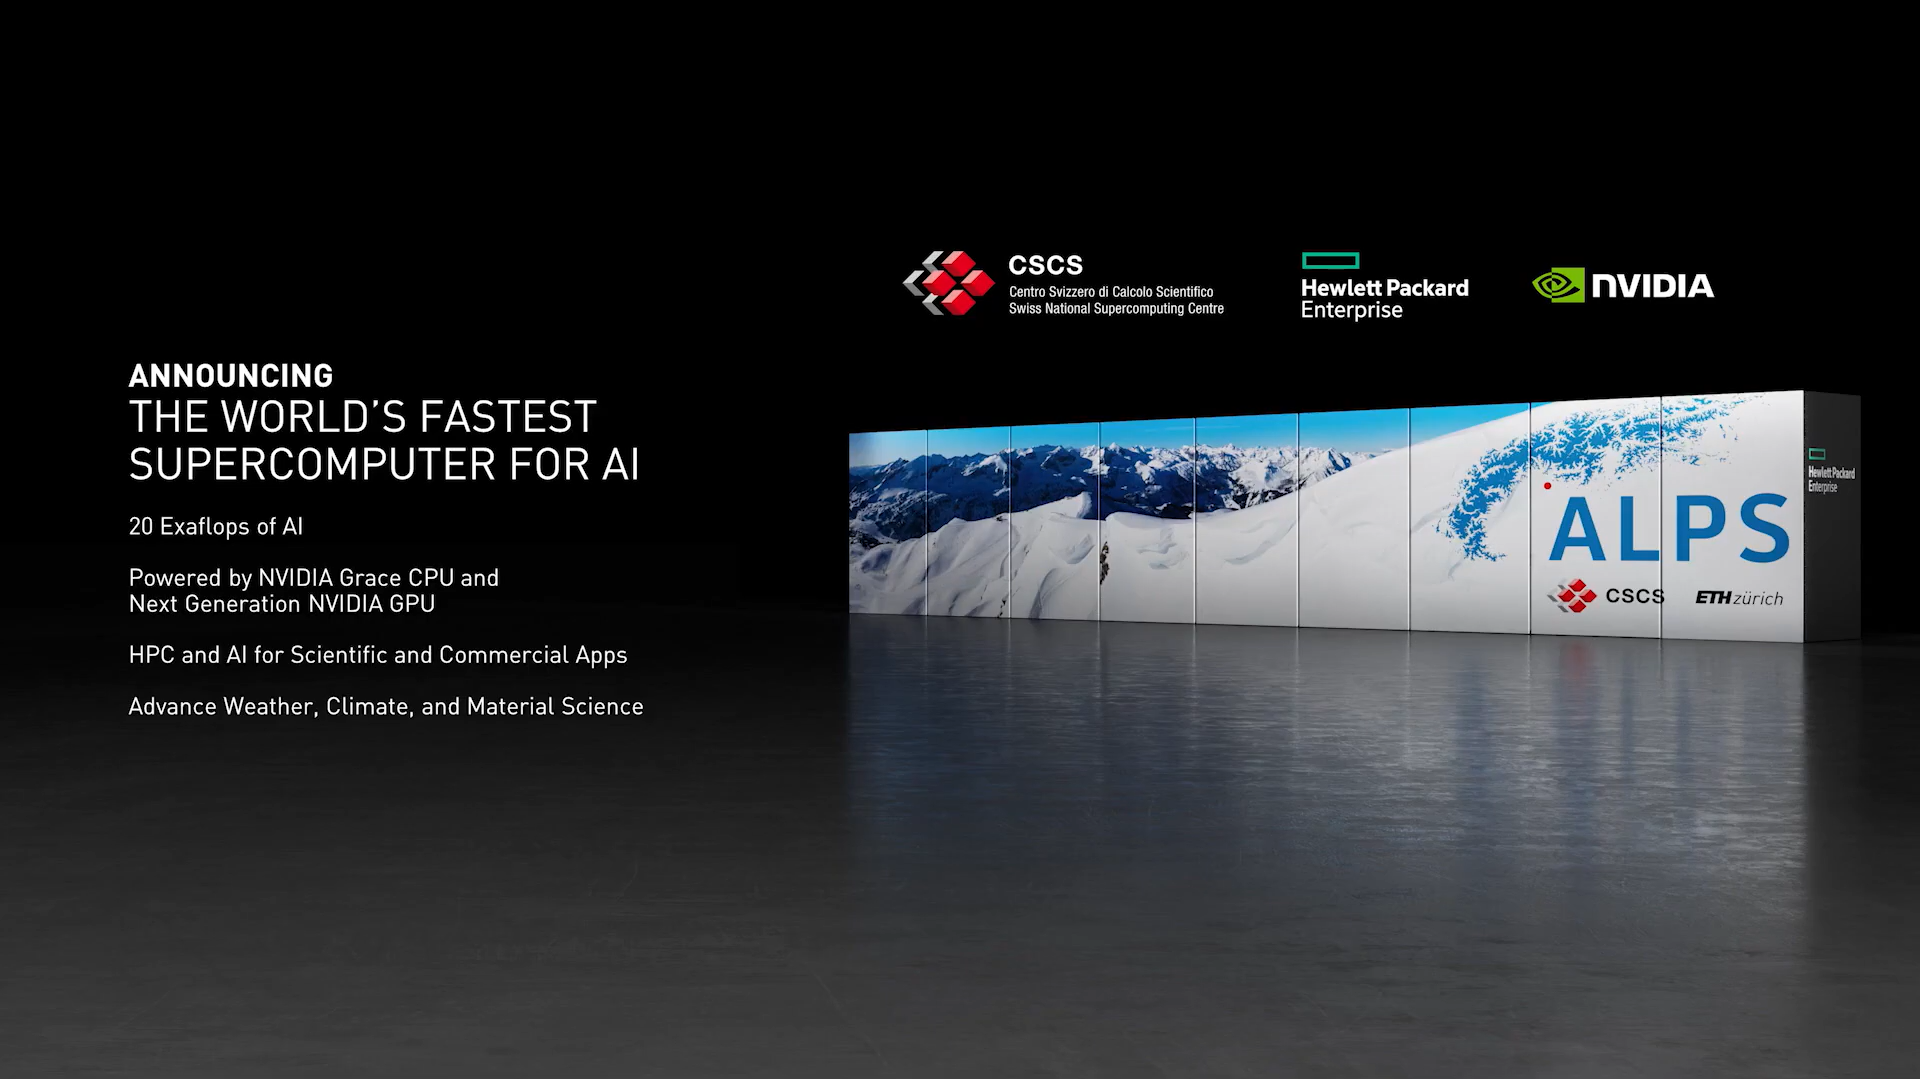 CSCS
Centro Svizzero di Calcolo Scientifico
Swiss National Supercomputing Centre
Hewlett Packard
Enterprise
NVIDIA
ANNOUNCING
THE WORLD'S FASTEST
SUPERCOMPUTER FOR AI
20 Exaflops of AI
Powered by NVIDIA Grace CPU and
Next Generation NVIDIA GPU
HPC and AI for Scientific and Commercial Apps
Advance Weather, Climate, and Material Science
ALPS
CSCS
ETH zürich
Hewlett Packard
Enterprise